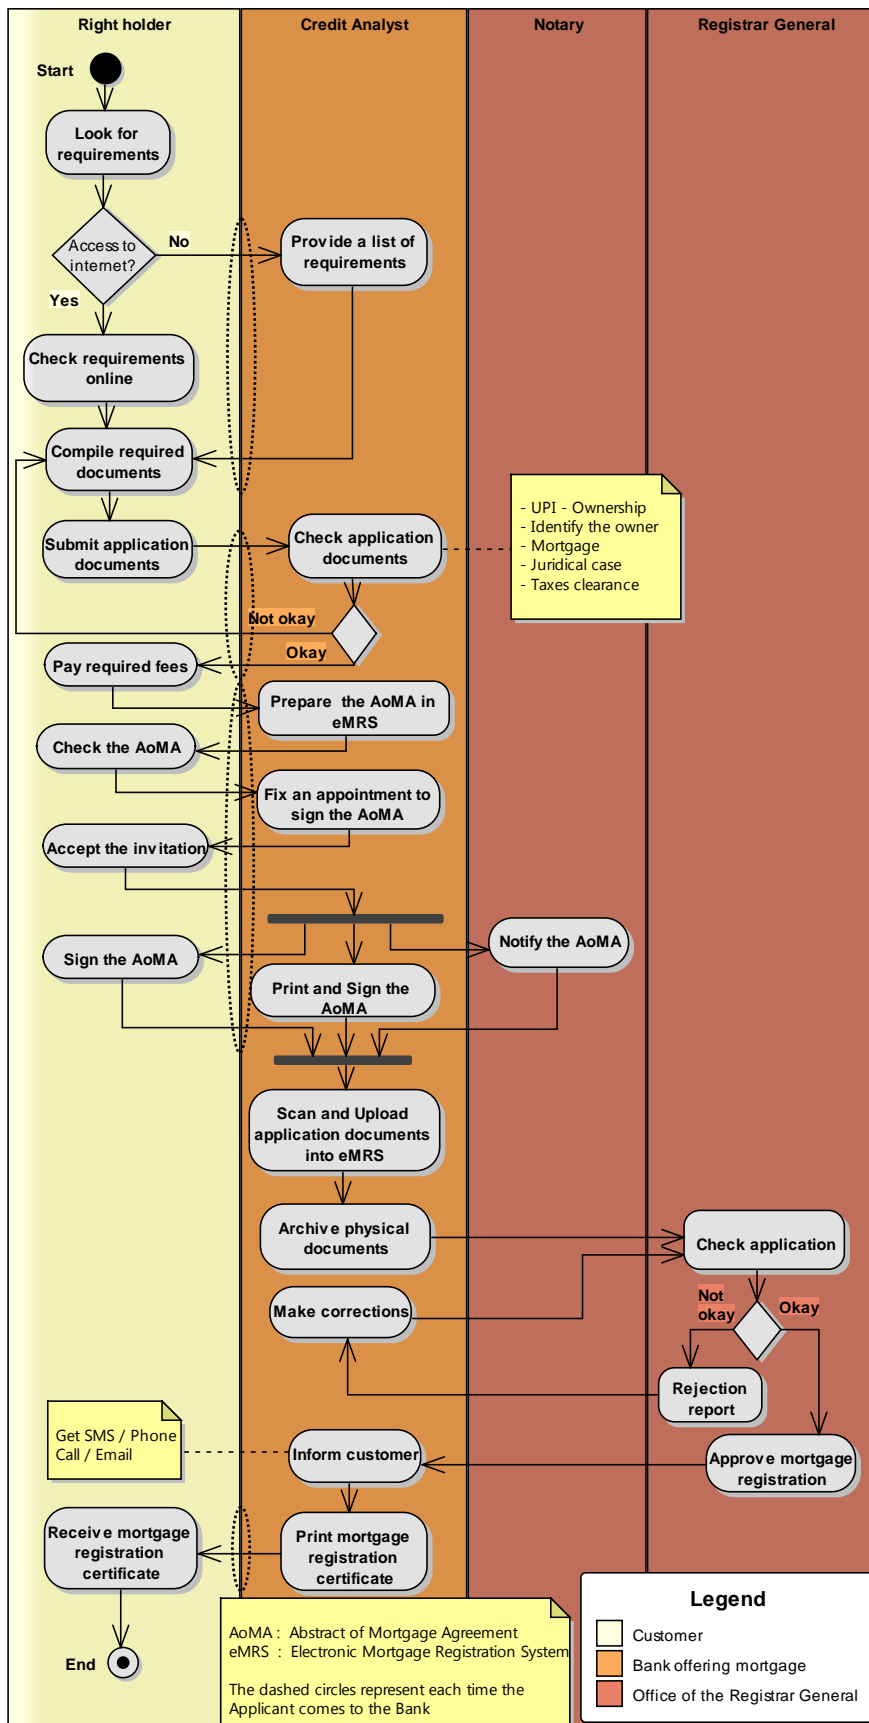 Right holder
Credit Analyst
Notary
Registrar General
Start
Look for
requirements
Access to
internet?
No
Yes
Provide a list of
requirements
Check requirements
online
Compile required
documents
Submit application
documents
Check application
documents
- UPI - Ownership
- Identify the owner
- Mortgage
- Juridical case
- Taxes clearance
Not okay
Okay
Pay required fees
Prepare the AoMA in
eMRS
Check the AoMA
Fix an appointment to
sign the AoMA
Accept the invitation
Sign the AoMA
Print and Sign the
AoMA
Notify the AoMA
Scan and Upload
application documents
into eMRS
Archive physical
documents
Check application
Make corrections
Not
okay
Okay
Rejection
report
Get SMS / Phone
Call / Email
Inform customer
Approve mortgage
registration
Receive mortgage
registration
certificate
Print mortgage
registration
certificate
End
AoMA : Abstract of Mortgage Agreement
eMRS : Electronic Mortgage Registration System
The dashed circles represent each time the
Applicant comes to the Bank
Legend
Customer
Bank offering mortgage
Office of the Registrar General